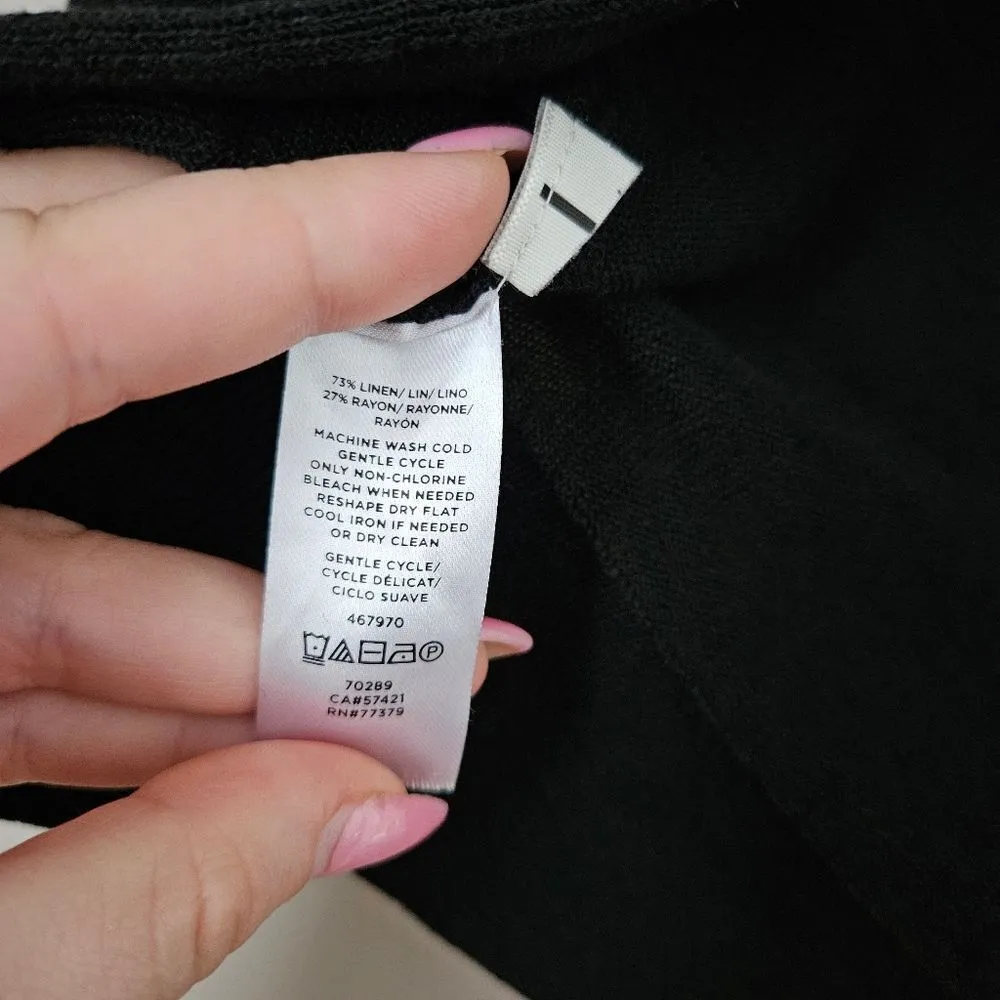 73% LINEN/ LIN/ LINO
27% RAYON/ RAYONNE/
RAYÓN
MACHINE WASH COLD
GENTLE CYCLE
ONLY NON-CHLORINE
BLEACH WHEN NEEDED
RESHAPE DRY FLAT
COOL IRON IF NEEDED
OR DRY CLEAN
GENTLE CYCLE/
CYCLE DÉLICAT/
CICLO SUAVE
467970
P
70289
CA#57421
RN#77379